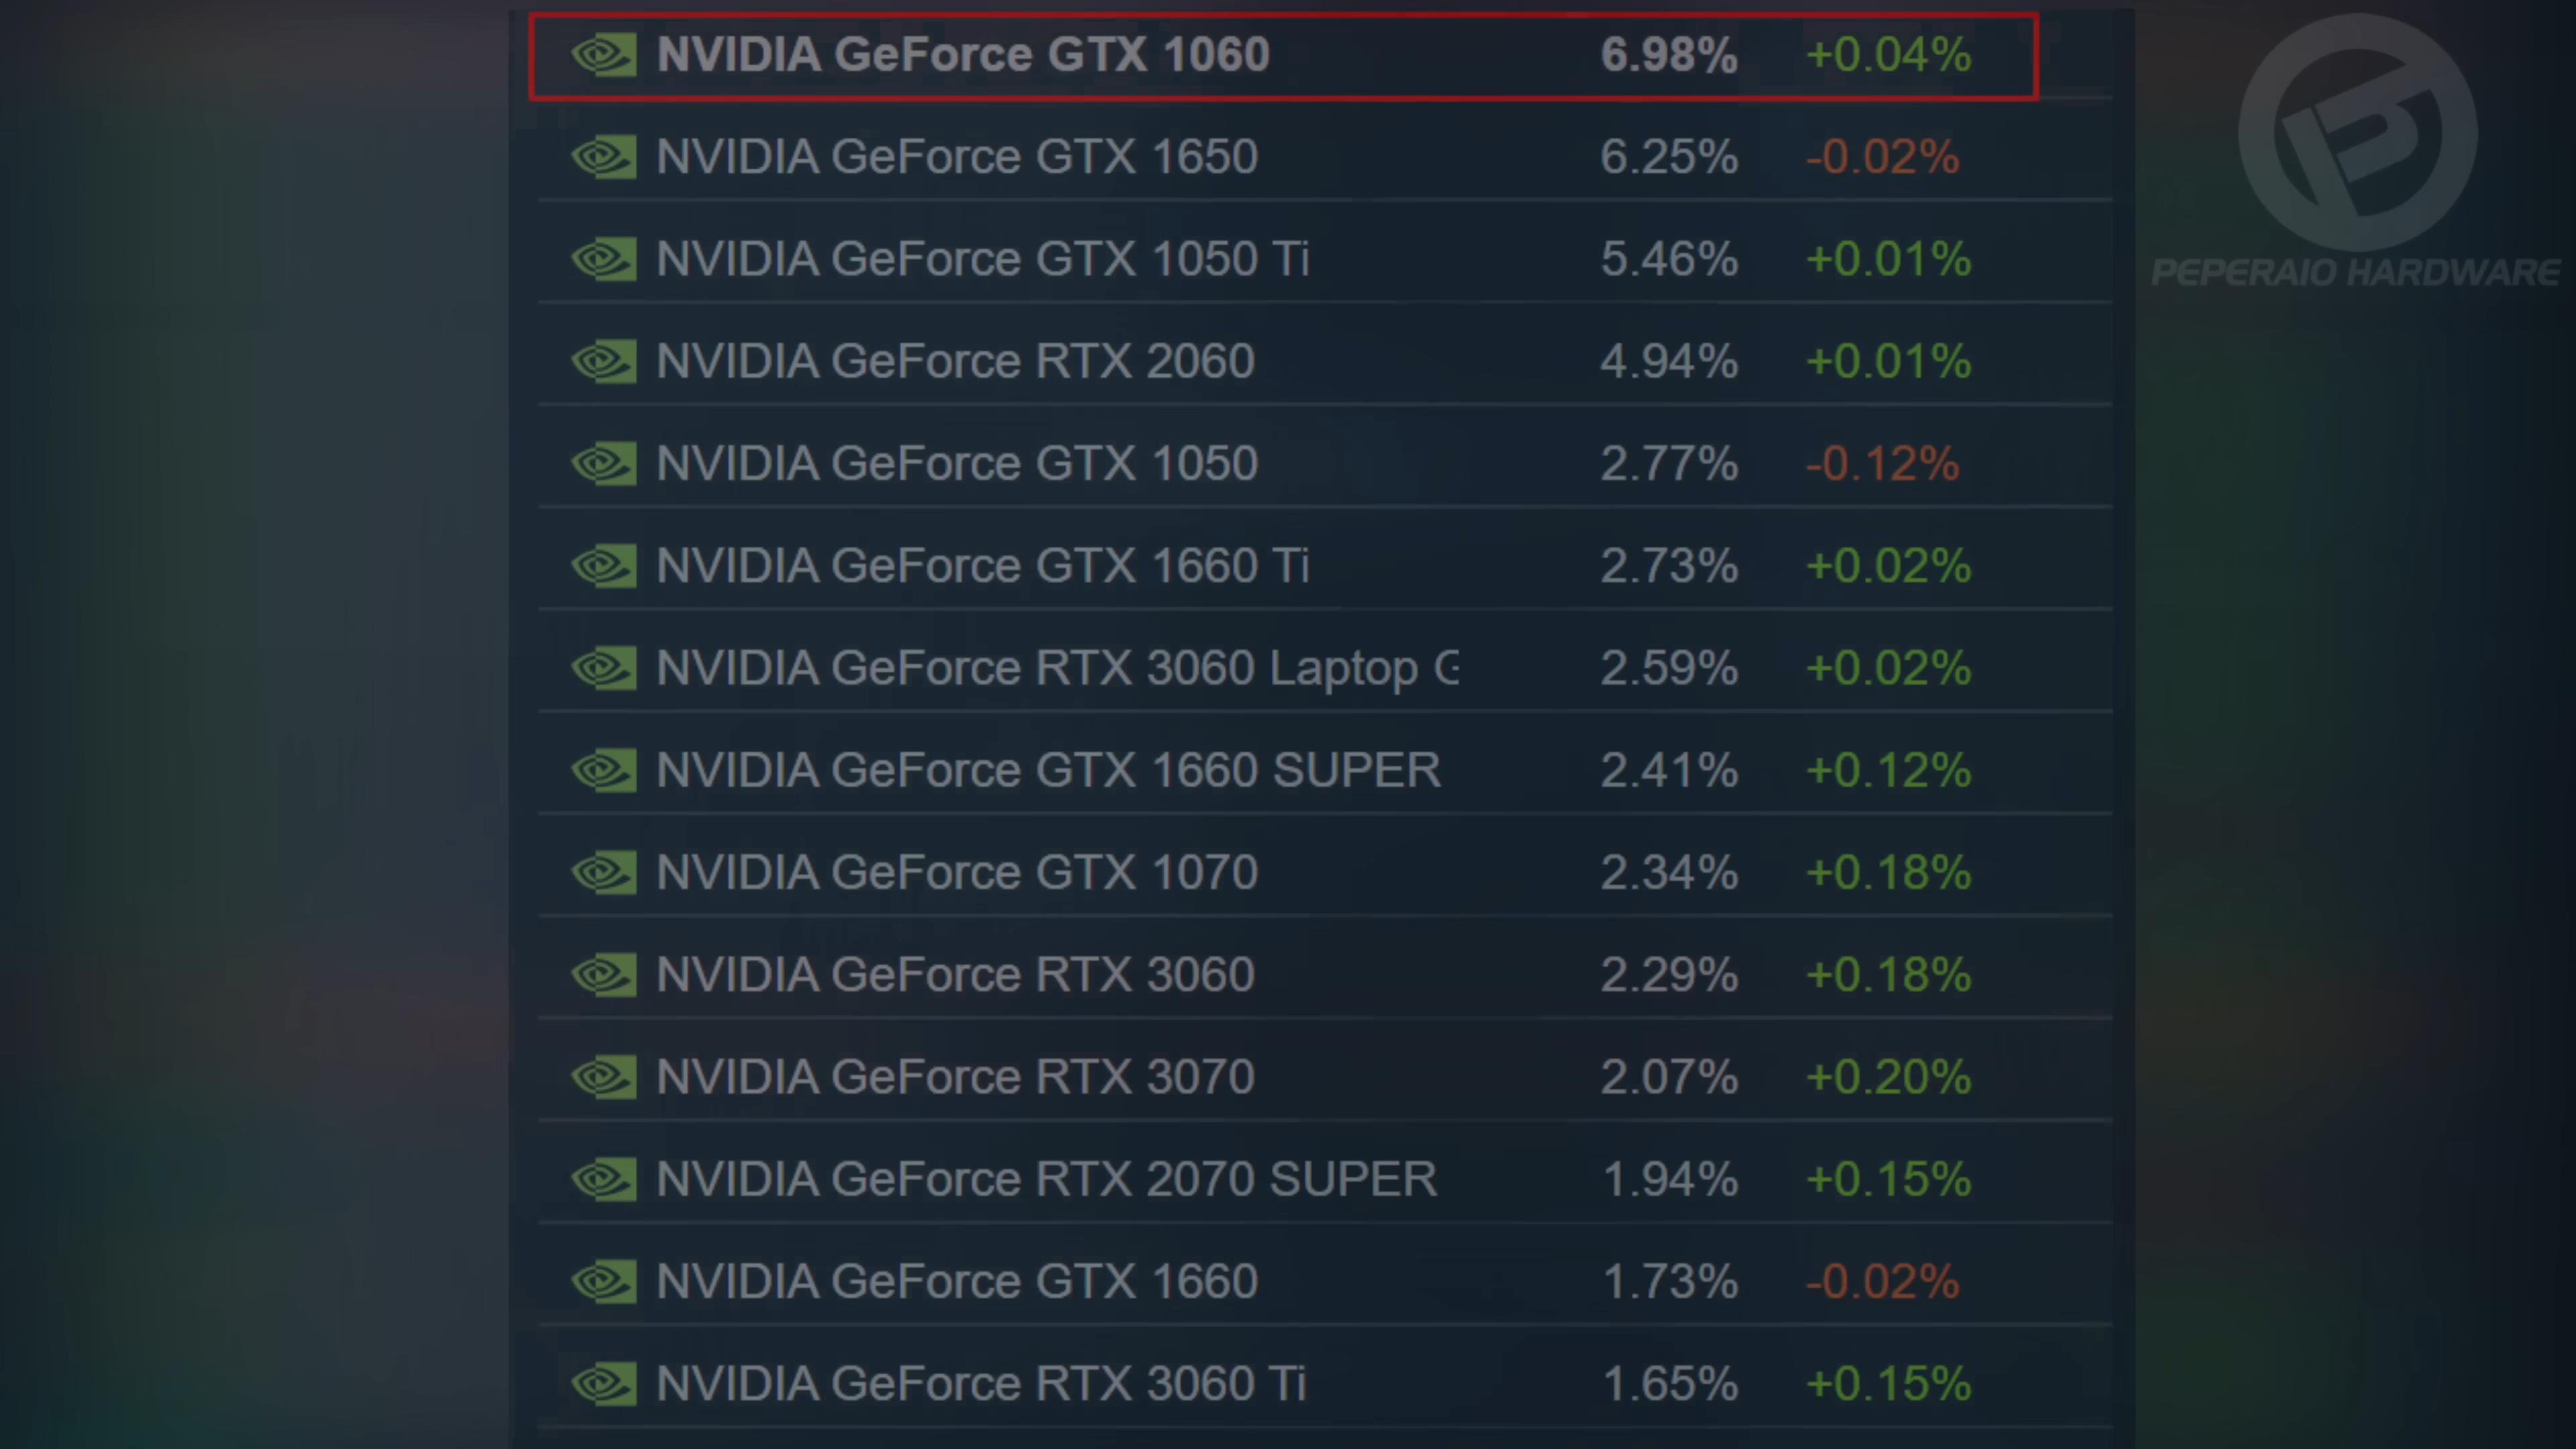 NVIDIA GeForce GTX 1060 6.98% +0.04%
NVIDIA GeForce GTX 1650 6.25% -0.02%
NVIDIA GeForce GTX 1050 Ti 5.46% +0.01%
NVIDIA GeForce RTX 2060 4.94% +0.01%
NVIDIA GeForce GTX 1050 2.77% -0.12%
NVIDIA GeForce GTX 1660 Ti 2.73% +0.02%
NVIDIA GeForce RTX 3060 Laptop G 2.59% +0.02%
NVIDIA GeForce GTX 1660 SUPER 2.41% +0.12%
NVIDIA GeForce GTX 1070 2.34% +0.18%
NVIDIA GeForce RTX 3060 2.29% +0.18%
NVIDIA GeForce RTX 3070 2.07% +0.20%
NVIDIA GeForce RTX 2070 SUPER 1.94% +0.15%
NVIDIA GeForce GTX 1660 1.73% -0.02%
NVIDIA GeForce RTX 3060 Ti 1.65% +0.15%
PEPERAIO HARDWARE